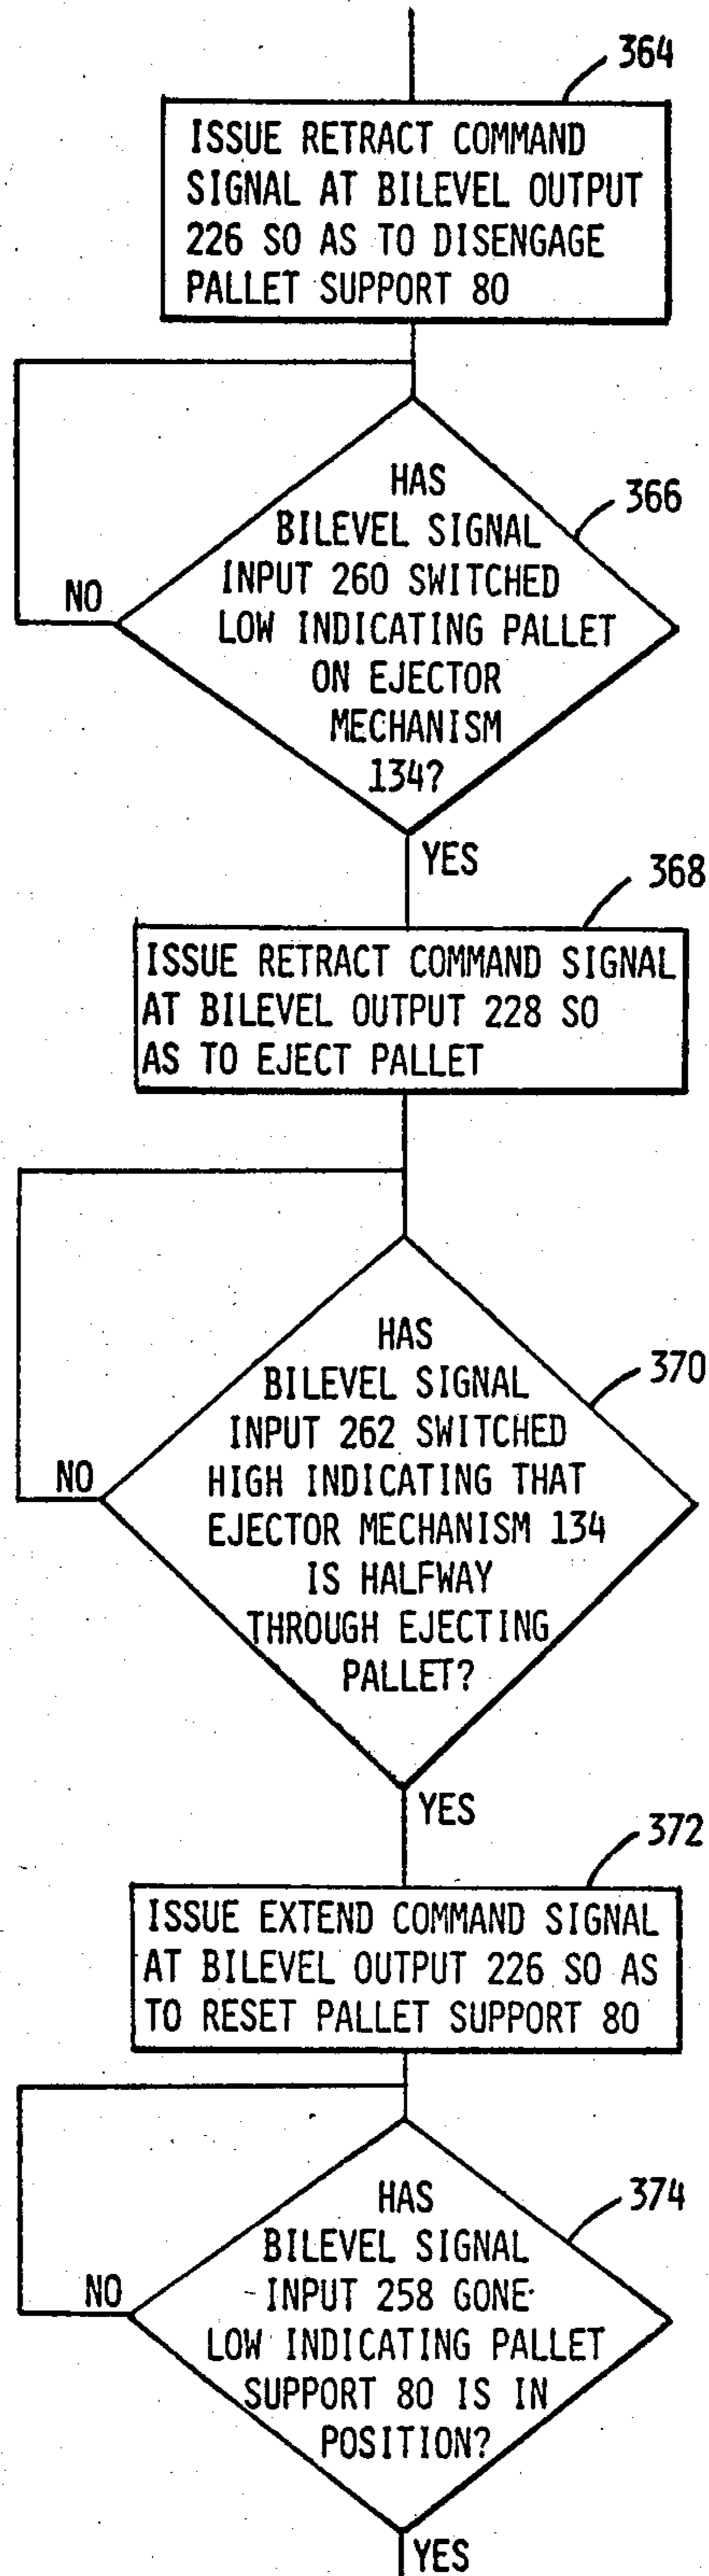 364
ISSUE RETRACT COMMAND
SIGNAL AT BILEVEL OUTPUT
226 SO AS TO DISENGAGE
PALLET SUPPORT 80
366
HAS
BILEVEL SIGNAL
INPUT 260 SWITCHED
LOW INDICATING PALLET
ON EJECTOR
MECHANISM
134?
NO
YES
368
ISSUE RETRACT COMMAND SIGNAL
AT BILEVEL OUTPUT 228 SO
AS TO EJECT PALLET
370
HAS
BILEVEL SIGNAL
INPUT 262 SWITCHED
HIGH INDICATING THAT
EJECTOR MECHANISM 134
IS HALFWAY
THROUGH EJECTING
PALLET?
NO
YES
372
ISSUE EXTEND COMMAND SIGNAL
AT BILEVEL OUTPUT 226 SO AS
TO RESET PALLET SUPPORT 80
374
HAS
BILEVEL SIGNAL
INPUT 258 GONE
LOW INDICATING PALLET
SUPPORT 80 IS IN
POSITION?
NO
YES